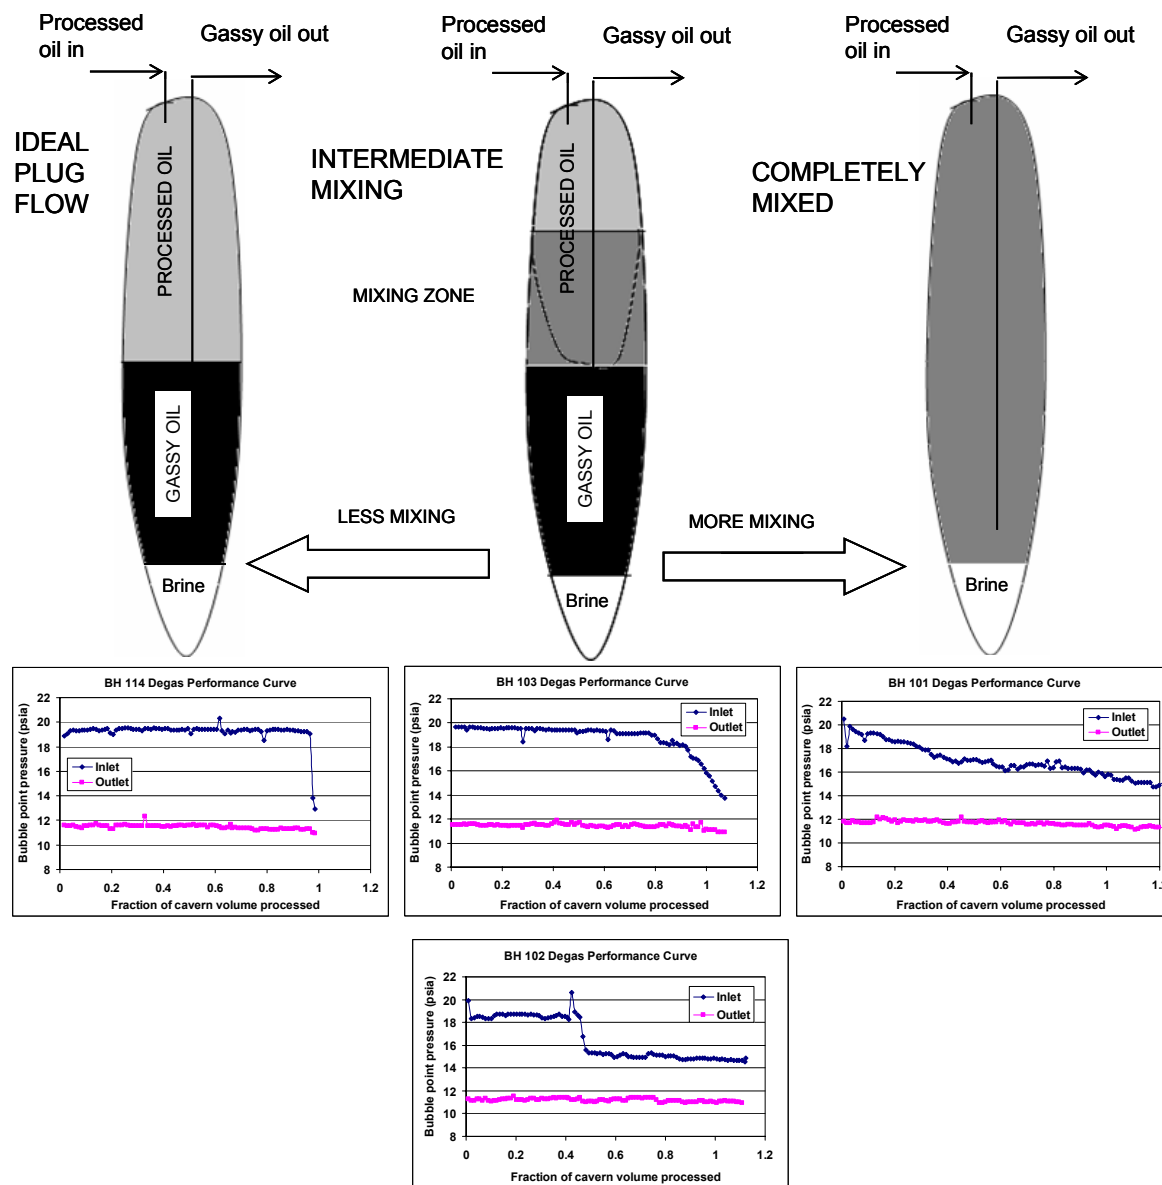 Processed
oil in
Gassy oil out
Processed
oil in
Gassy oil out
Processed
oil in
Gassy oil out
IDEAL
PLUG
FLOW
PROCESSED OIL
GASSY OIL
Brine
INTERMEDIATE
MIXING
PROCESSED OIL
MIXING ZONE
GASSY OIL
Brine
COMPLETELY
MIXED
Brine
LESS MIXING
MORE MIXING
BH 114 Degas Performance Curve
Bubble point pressure (psia)
22
20
18
16
14
12
10
8
Inlet
Outlet
0 0.2 0.4 0.6 0.8 1 1.2
Fraction of cavern volume processed
BH 103 Degas Performance Curve
Bubble point pressure (psia)
22
20
18
16
14
12
10
8
Inlet
Outlet
0 0.2 0.4 0.6 0.8 1 1.2
Fraction of cavern volume processed
BH 101 Degas Performance Curve
Bubble point pressure (psia)
22
20
18
16
14
12
10
8
Inlet
Outlet
0 0.2 0.4 0.6 0.8 1 1.2
Fraction of cavern volume processed
BH 102 Degas Performance Curve
Bubble point pressure (psia)
22
20
18
16
14
12
10
8
Inlet
Outlet
0 0.2 0.4 0.6 0.8 1 1.2
Fraction of cavern volume processed